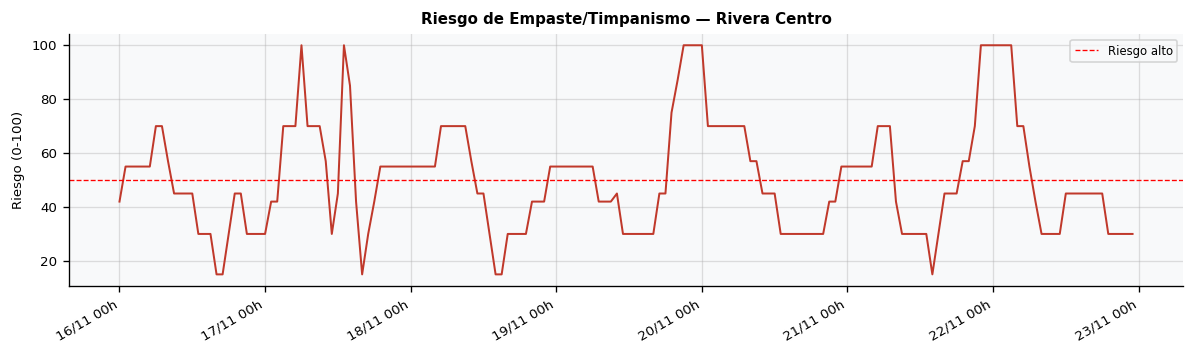 Riesgo de Empaste/Timpanismo — Rivera Centro
Riesgo (0-100)
100
80
60
40
20
Riesgo alto
16/11 00h
17/11 00h
18/11 00h
19/11 00h
20/11 00h
21/11 00h
22/11 00h
23/11 00h